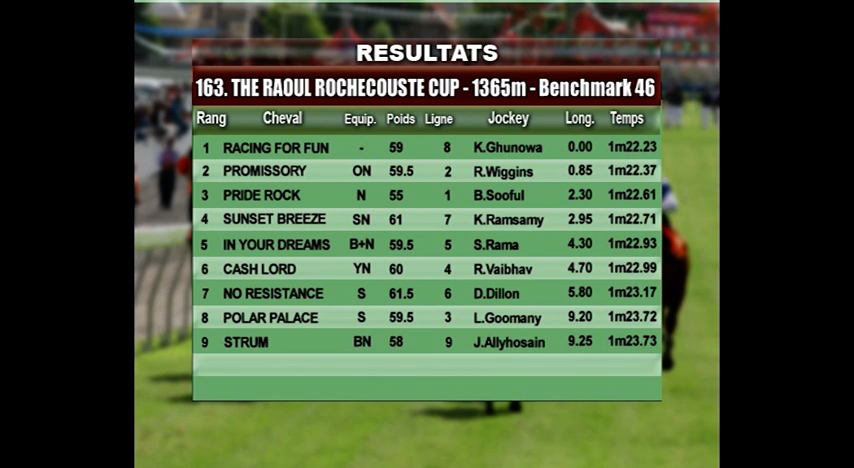 RESULTATS
163. THE RAOUL ROCHECOUSTE CUP - 1365m - Benchmark 46
Rang Cheval Equip. Poids Ligne Jockey Long. Temps
1 RACING FOR FUN - 59 8 K.Ghunowa 0.00 1m22.23
2 PROMISSORY ON 59.5 2 R.Wiggins 0.85 1m22.37
3 PRIDE ROCK N 55 1 B.Sooful 2.30 1m22.61
4 SUNSET BREEZE SN 61 7 K.Ramsamy 2.95 1m22.71
5 IN YOUR DREAMS B+N 59.5 5 S.Rama 4.30 1m22.93
6 CASH LORD YN 60 4 R.Vaibhav 4.70 1m22.99
7 NO RESISTANCE S 61.5 6 D.Dillon 5.80 1m23.17
8 POLAR PALACE S 59.5 3 L.Goomany 9.20 1m23.72
9 STRUM BN 58 9 J.Allyhosain 9.25 1m23.73